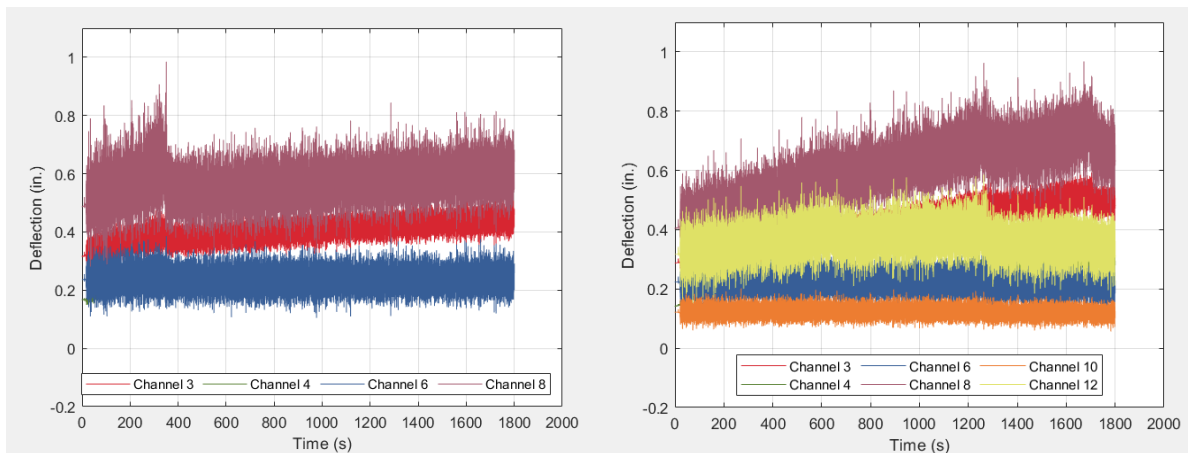 1
0.8
0.6
0.4
0.2
0
-0.2
Deflection (in.)
0 200 400 600 800 1000 1200 1400 1600 1800 2000
Time (s)
Channel 3 Channel 4 Channel 6 Channel 8
1
0.8
0.6
0.4
0.2
0
-0.2
Deflection (in.)
0 200 400 600 800 1000 1200 1400 1600 1800 2000
Time (s)
Channel 3 Channel 6 Channel 10
Channel 4 Channel 8 Channel 12